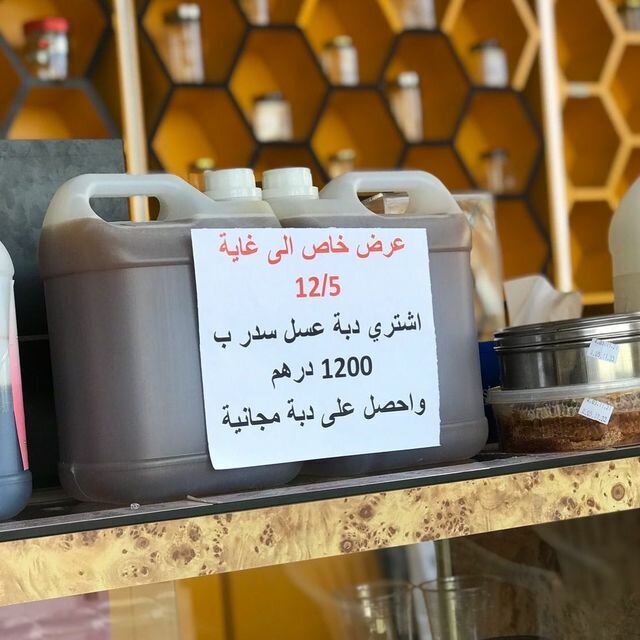 عرض خاص الى غاية
12/5
اشتري دبة عسل سدر ب
1200 درهم
واحصل على دبة مجانية